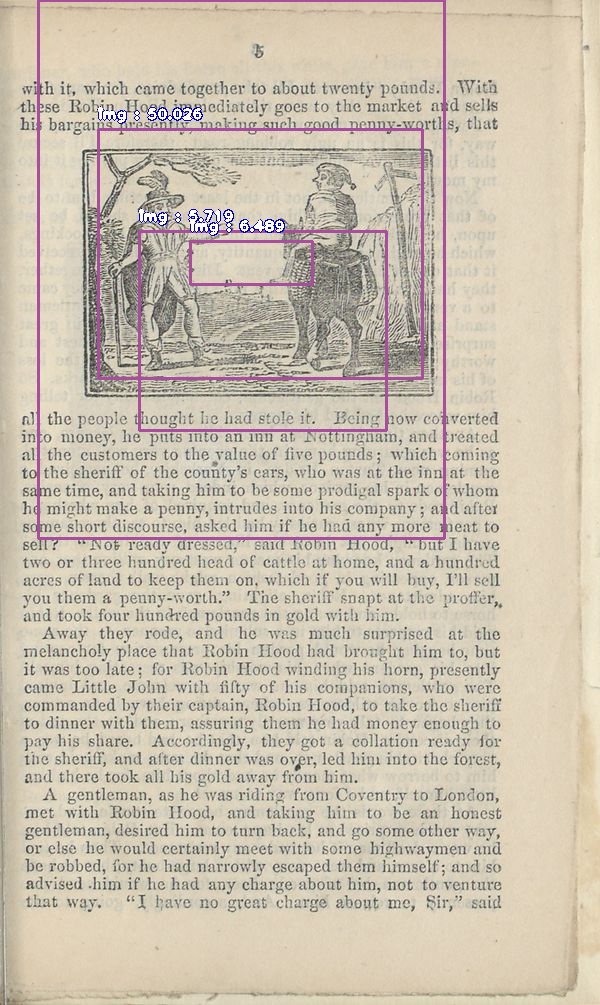 5
with it, which came together to about twenty pounds. With
these Robin Hood immediately goes to the market and sells
his bargains presently, making such good penny-worths, that
img : 50.026
img : 5.719
img : 6.489
all the people thought he had stole it. Being now converted
into money, he puts into an inn at Nottingham, and treated
all the customers to the value of five pounds; which coming
to the sheriff of the county's ears, who was at the inn at the
same time, and taking him to be some prodigal spark of whom
he might make a penny, intrudes into his company; and after
some short discourse, asked him if he had any more meat to
sell? "Not ready dressed," said Robin Hood, "but I have
two or three hundred head of cattle at home, and a hundred
acres of land to keep them on, which if you will buy, I'll sell
you them a penny-worth." The sheriff snapt at the proffer,
and took four hundred pounds in gold with him.
Away they rode, and he was much surprised at the
melancholy place that Robin Hood had brought him to, but
it was too late; for Robin Hood winding his horn, presently
came Little John with fifty of his companions, who were
commanded by their captain, Robin Hood, to take the sheriff
to dinner with them, assuring them he had money enough to
pay his share. Accordingly, they got a collation ready for
the sheriff, and after dinner was over, led him into the forest,
and there took all his gold away from him.
A gentleman, as he was riding from Coventry to London,
met with Robin Hood, and taking him to be an honest
gentleman, desired him to turn back, and go some other way,
or else he would certainly meet with some highwaymen and
be robbed, for he had narrowly escaped them himself; and so
advised him if he had any charge about him, not to venture
that way. "I have no great charge about me, Sir," said